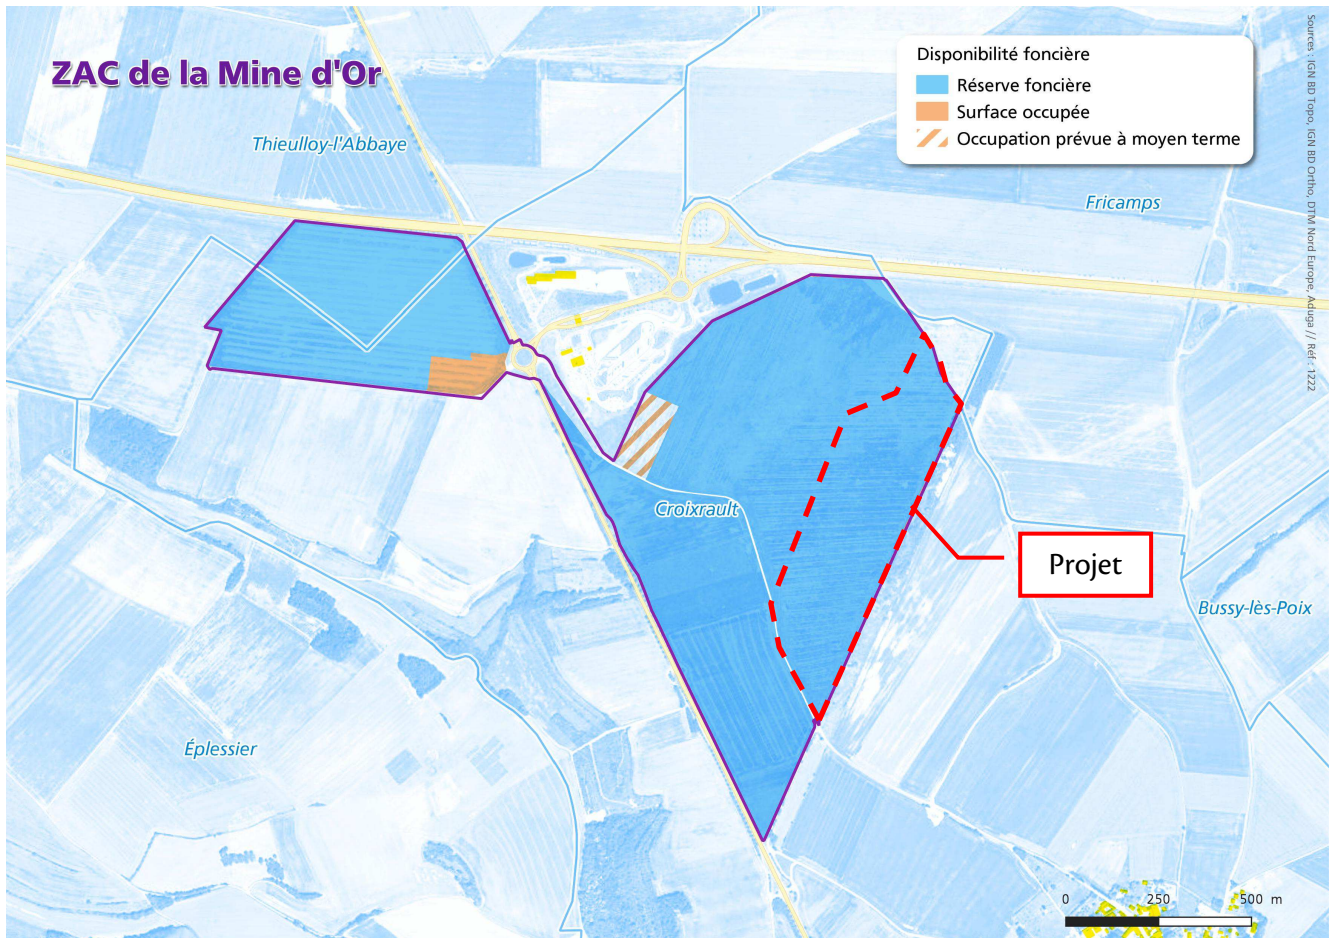 ZAC de la Mine d'Or
Disponibilité foncière
Réserve foncière
Surface occupée
Occupation prévue à moyen terme
Sources : IGN BD Topo, IGN BD Ortho, DTM Nord Europe, Aduga // Réf : 1222
Thieulloy-l'Abbaye
Fricamps
Croixrault
Projet
Bussy-lès-Poix
Éplessier
0 250 500 m